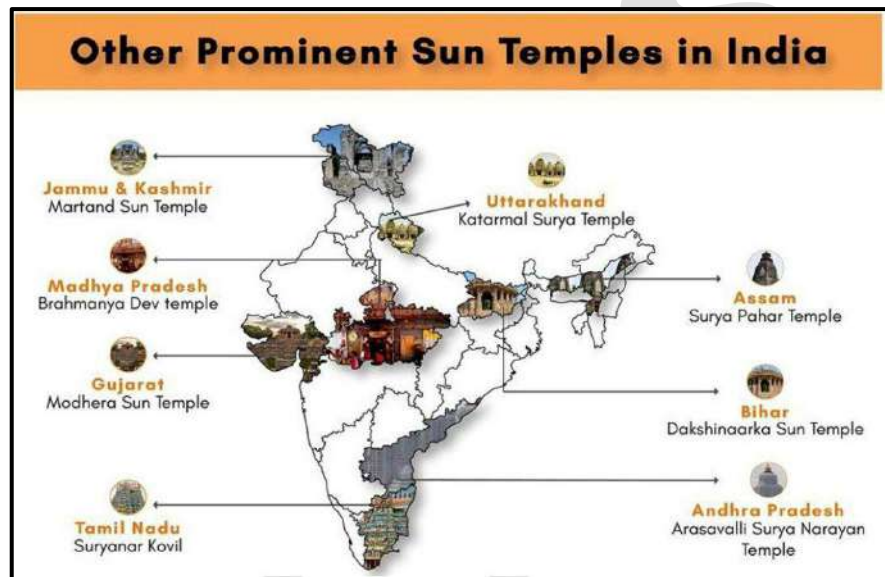 Other Prominent Sun Temples in India
Jammu & Kashmir
Martand Sun Temple
Uttarakhand
Katarmal Surya Temple
Madhya Pradesh
Brahmanya Dev temple
Assam
Surya Pahar Temple
Gujarat
Modhera Sun Temple
Bihar
Dakshinaarka Sun Temple
Tamil Nadu
Suryanar Kovil
Andhra Pradesh
Arasavalli Surya Narayan
Temple